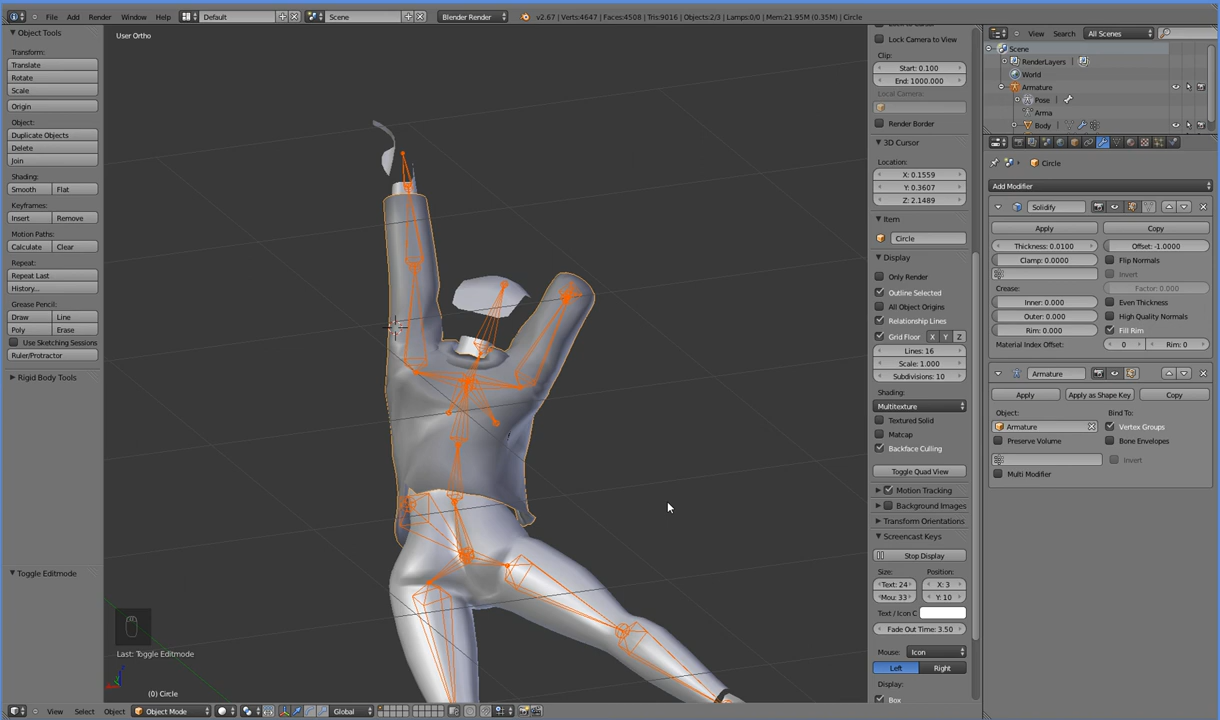 File Add Render Window Help Default Scene Blender Render v2.67 | Verts:4647 | Faces:4508 | Tris:9016 | Objects:2/3 | Lamps:0/0 | Mem:21.95M (0.35M) | Circle
Object Tools
Transform:
Translate
Rotate
Scale
Origin
Object:
Duplicate Objects
Delete
Join
Shading:
Smooth Flat
Keyframes:
Insert Remove
Motion Paths:
Calculate Clear
Repeat:
Repeat Last
History...
Grease Pencil:
Draw Line
Poly Erase
Use Sketching Sessions
Ruler/Protractor
Rigid Body Tools
Toggle Editmode
User Ortho
Last: Toggle Editmode
(0) Circle
View Select Object Object Mode Global
Lock Camera to View
Clip:
Start: 0.100
End: 1000.000
Local Camera:
Render Border
3D Cursor
Location:
X: 0.1559
Y: 0.3607
Z: 2.1489
Item
Circle
Display
Only Render
Outline Selected
All Object Origins
Relationship Lines
Grid Floor X Y Z
Lines: 16
Scale: 1.000
Subdivisions: 10
Shading:
Multitexture
Textured Solid
Matcap
Backface Culling
Toggle Quad View
Motion Tracking
Background Images
Transform Orientations
Screencast Keys
Stop Display
Size: Position:
Text: 24 X: 3
Mou: 33 Y: 10
Text / Icon C
Fade Out Time: 3.50
Mouse: Icon
Left Right
Display:
Box
View Search All Scenes
Scene
RenderLayers |
World
Armature
Pose |
Arma
Body |
Circle
Add Modifier
Solidify
Apply Copy
Thickness: 0.0100 Offset: -1.0000
Clamp: 0.0000 Flip Normals
Invert
Crease: Factor: 0.000
Inner: 0.000 Even Thickness
Outer: 0.000 High Quality Normals
Rim: 0.000 Fill Rim
Material Index Offset: 0 Rim: 0
Armature
Apply Apply as Shape Key Copy
Object: Bind To:
Armature Vertex Groups
Preserve Volume Bone Envelopes
Invert
Multi Modifier